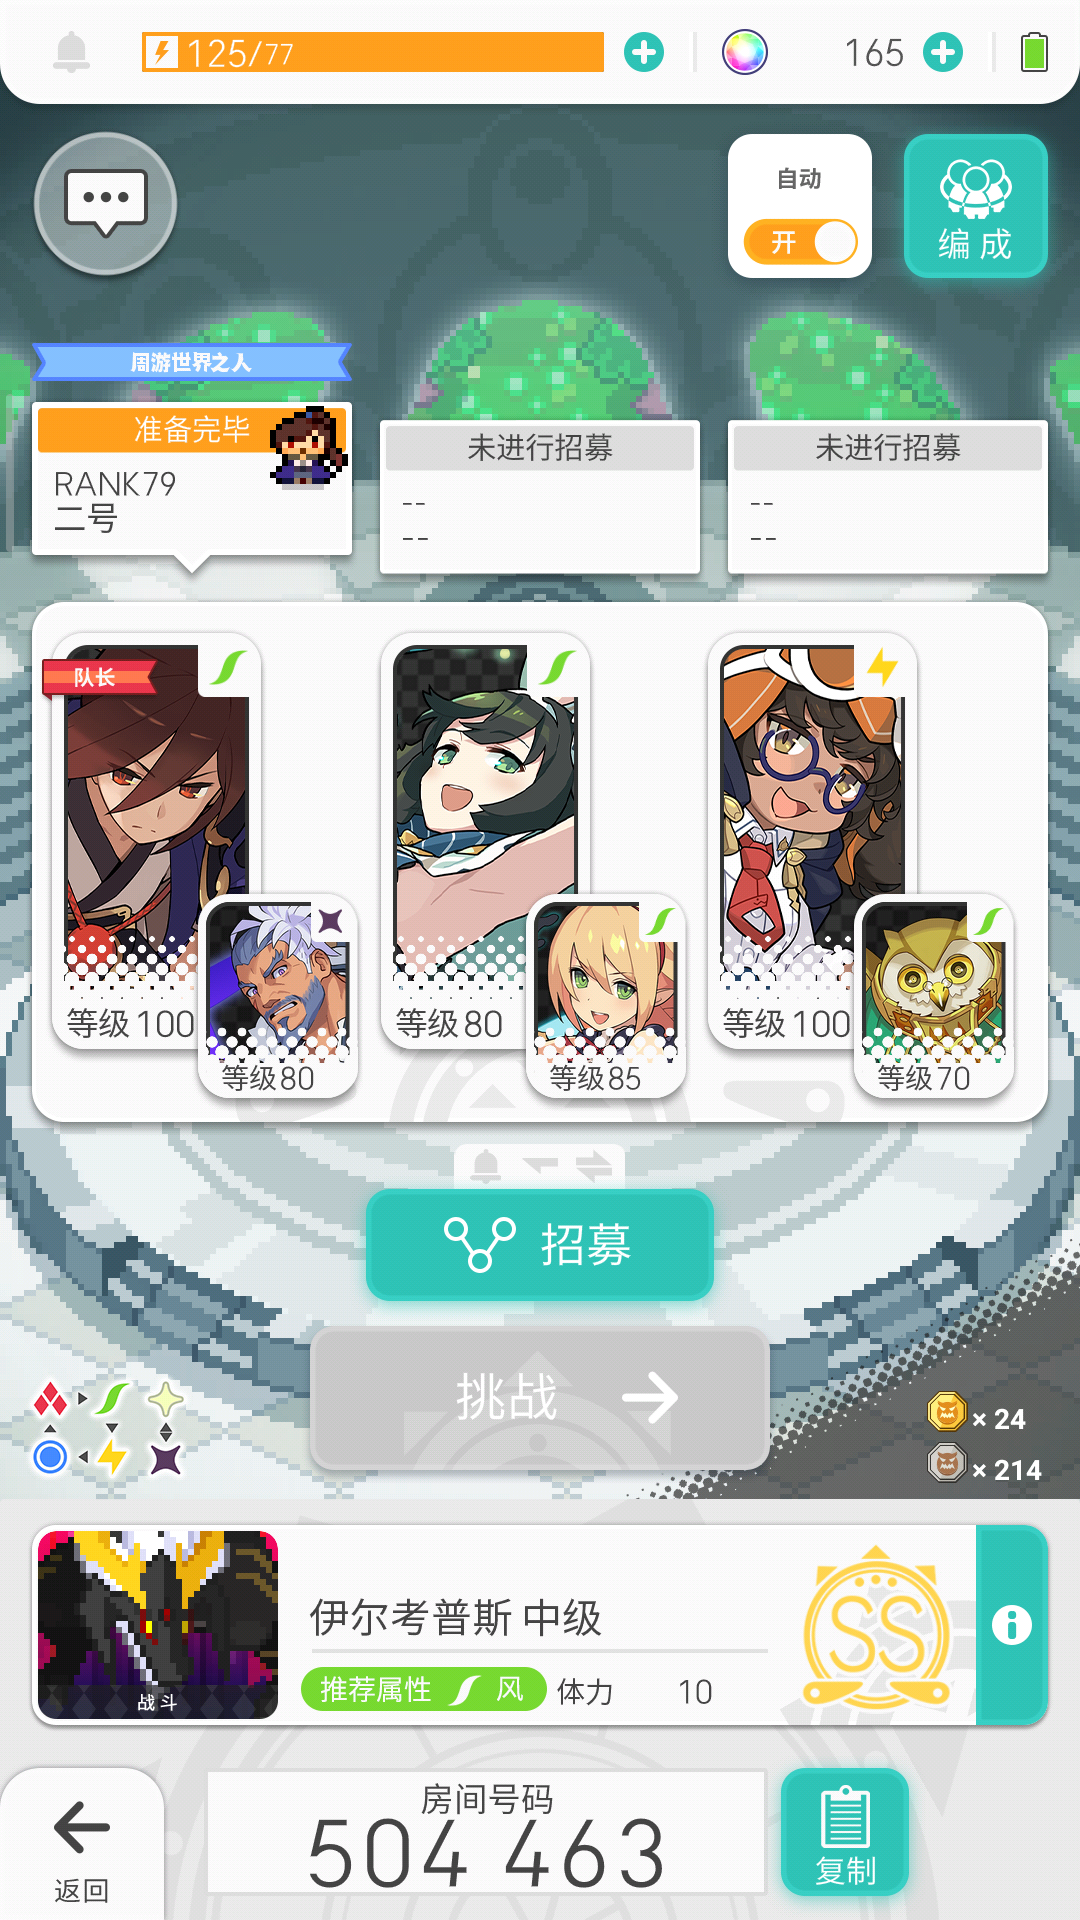 125/77
165
自动
开
编成
周游世界之人
准备完毕
RANK79
二号
未进行招募
--
--
未进行招募
--
--
队长
等级100
等级80
等级80
等级85
等级100
等级70
招募
挑战
× 24
× 214
战斗
伊尔考普斯 中级
推荐属性 风 体力 10
SS
房间号码
504 463
复制
返回